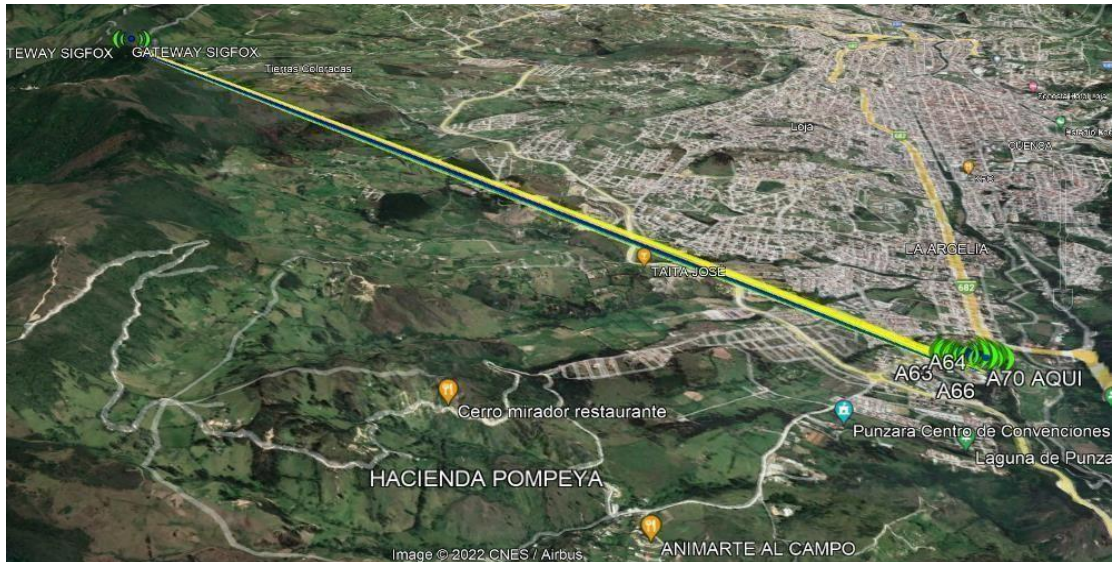 TEWAY SIGFOX
GATEWAY SIGFOX
Tierras Coloradas
Loja
CUENCA
LA ARGELIA
682
TAITA JOSE
A64
A63
A70 AQUI
A66
Cerro mirador restaurante
Punzara Centro de Convenciones
Laguna de Punza
HACIENDA POMPEYA
ANIMARTE AL CAMPO
Image © 2022 CNES / Airbus